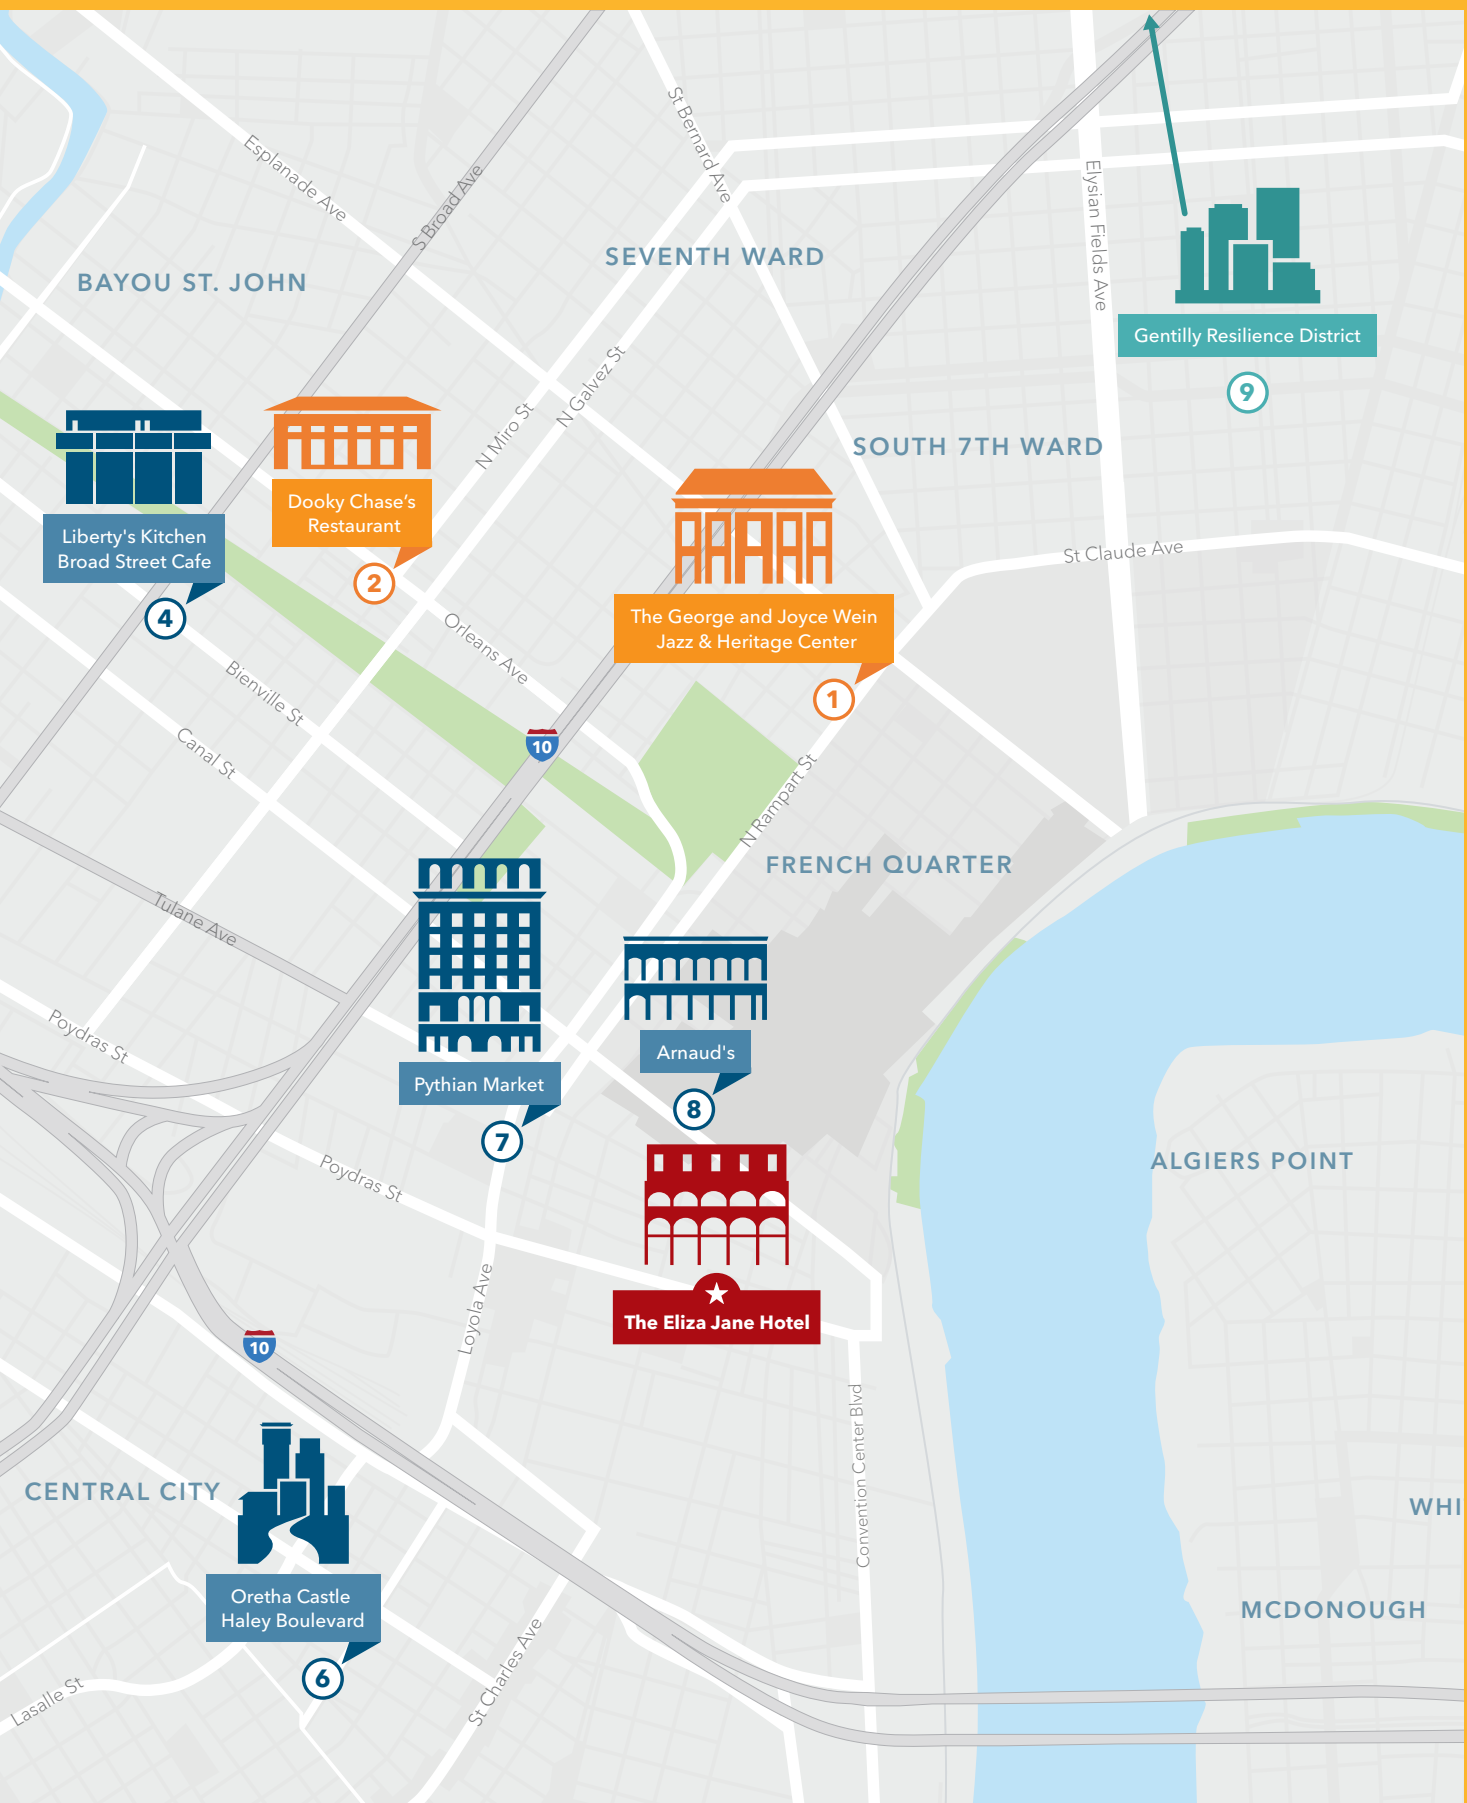 St Bernard Ave
Esplanade Ave
S Broad Ave
Elysian Fields Ave
SEVENTH WARD
BAYOU ST. JOHN
Gentilly Resilience District
9
N Galvez St
N Miro St
SOUTH 7TH WARD
Dooky Chase's
Restaurant
2
Liberty's Kitchen
Broad Street Cafe
4
St Claude Ave
The George and Joyce Wein
Jazz & Heritage Center
1
Orleans Ave
Bienville St
Canal St
10
N Rampart St
FRENCH QUARTER
Tulane Ave
Poydras St
Arnaud's
8
Pythian Market
7
ALGIERS POINT
Poydras St
Loyola Ave
The Eliza Jane Hotel
10
Convention Center Blvd
CENTRAL CITY
WHI
Oretha Castle
Haley Boulevard
6
MCDONOUGH
St Charles Ave
Lasalle St